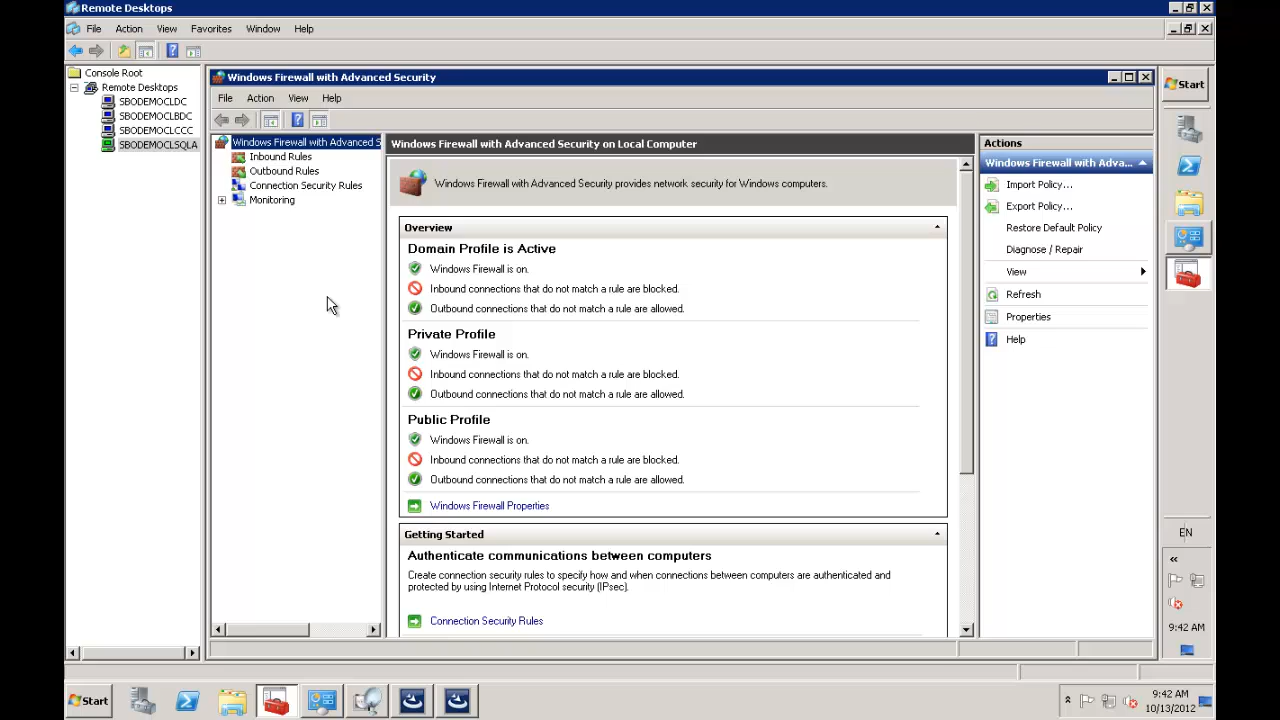 Remote Desktops
File Action View Favorites Window Help
Console Root
Remote Desktops
SBODEMOCLDC
SBODEMOCLBDC
SBODEMOCLCCC
SBODEMOCLSQLA
Windows Firewall with Advanced Security
File Action View Help
Windows Firewall with Advanced S
Inbound Rules
Outbound Rules
Connection Security Rules
Monitoring
Windows Firewall with Advanced Security on Local Computer
Windows Firewall with Advanced Security provides network security for Windows computers.
Overview
Domain Profile is Active
Windows Firewall is on.
Inbound connections that do not match a rule are blocked.
Outbound connections that do not match a rule are allowed.
Private Profile
Windows Firewall is on.
Inbound connections that do not match a rule are blocked.
Outbound connections that do not match a rule are allowed.
Public Profile
Windows Firewall is on.
Inbound connections that do not match a rule are blocked.
Outbound connections that do not match a rule are allowed.
Windows Firewall Properties
Getting Started
Authenticate communications between computers
Create connection security rules to specify how and when connections between computers are authenticated and
protected by using Internet Protocol security (IPsec).
Connection Security Rules
Actions
Windows Firewall with Adva...
Import Policy...
Export Policy...
Restore Default Policy
Diagnose / Repair
View
Refresh
Properties
Help
Start
EN
9:42 AM
Start
9:42 AM
10/13/2012